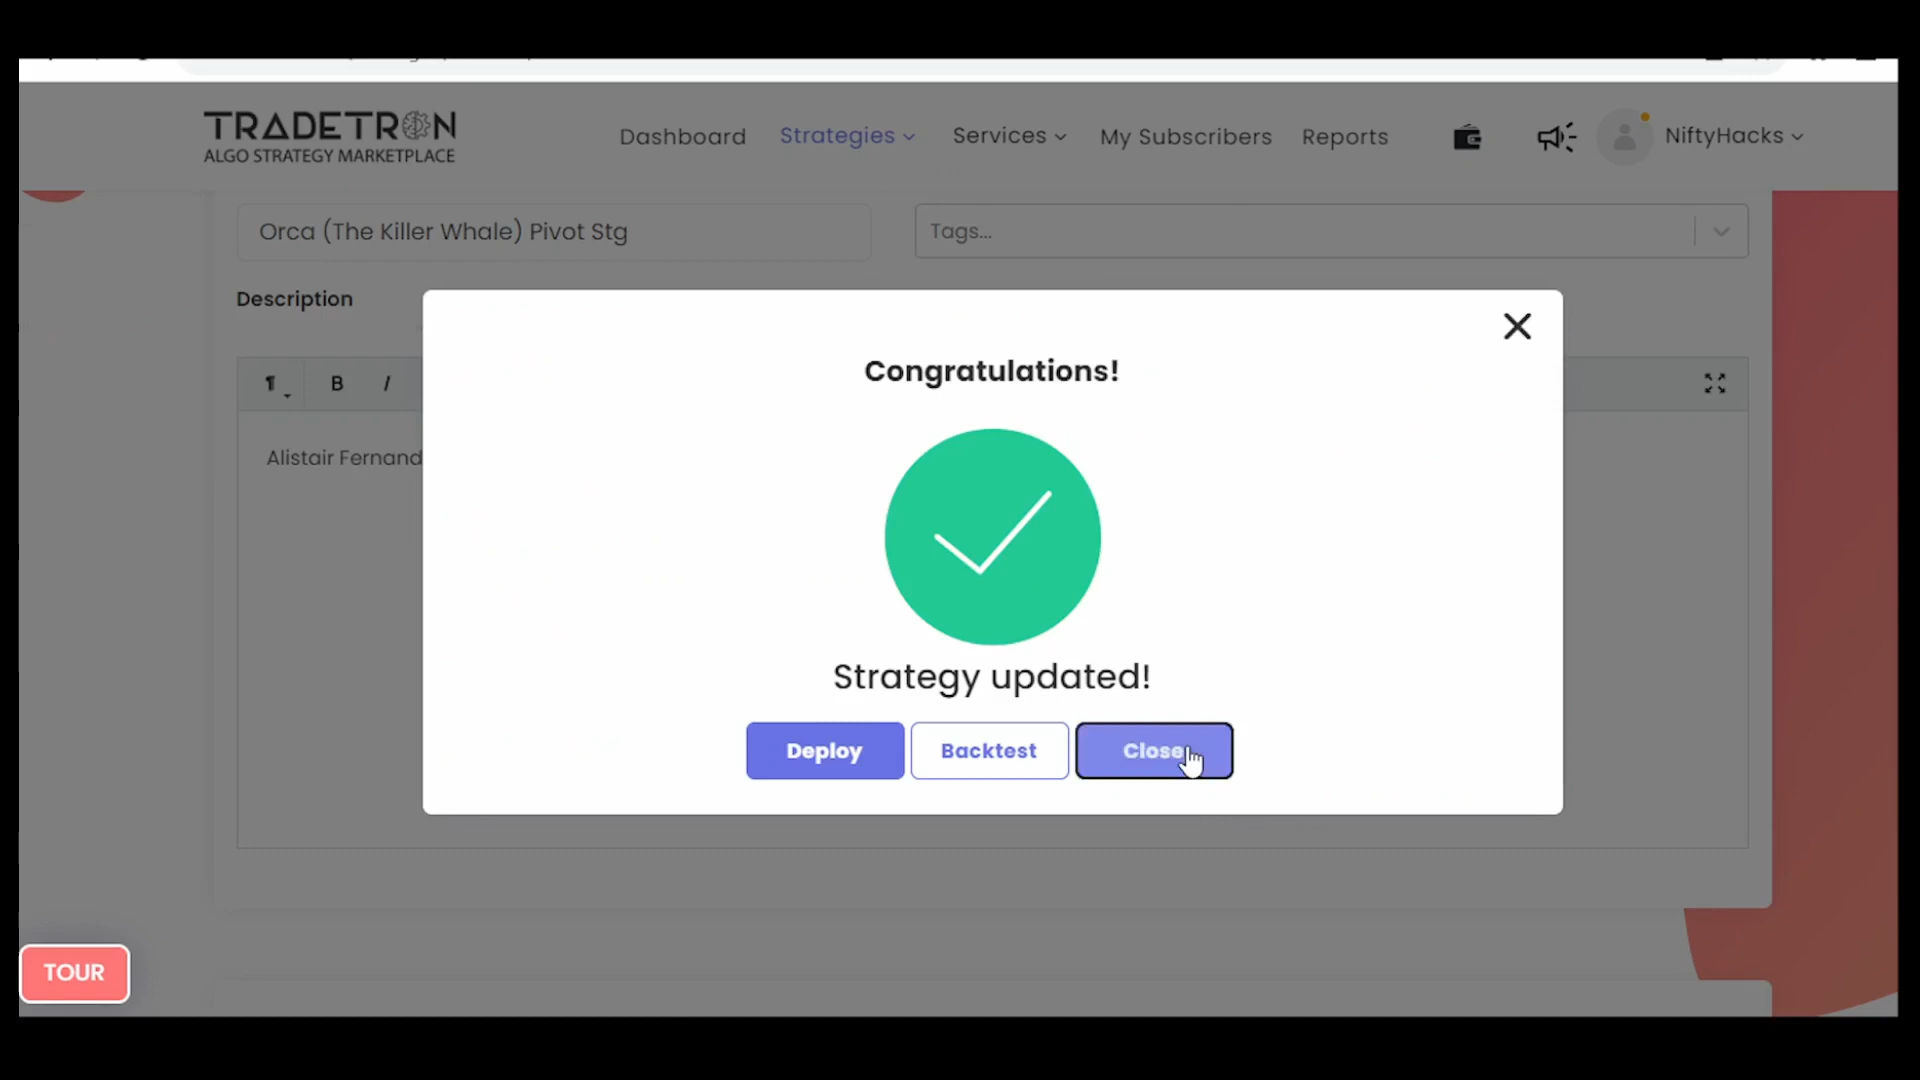 TRADETRON
ALGO STRATEGY MARKETPLACE
Dashboard
Strategies
Services
My Subscribers
Reports
NiftyHacks
Orca (The Killer Whale) Pivot Stg
Tags...
Description
¶ B I
Alistair Fernand
Congratulations!
Strategy updated!
Deploy
Backtest
Close
TOUR